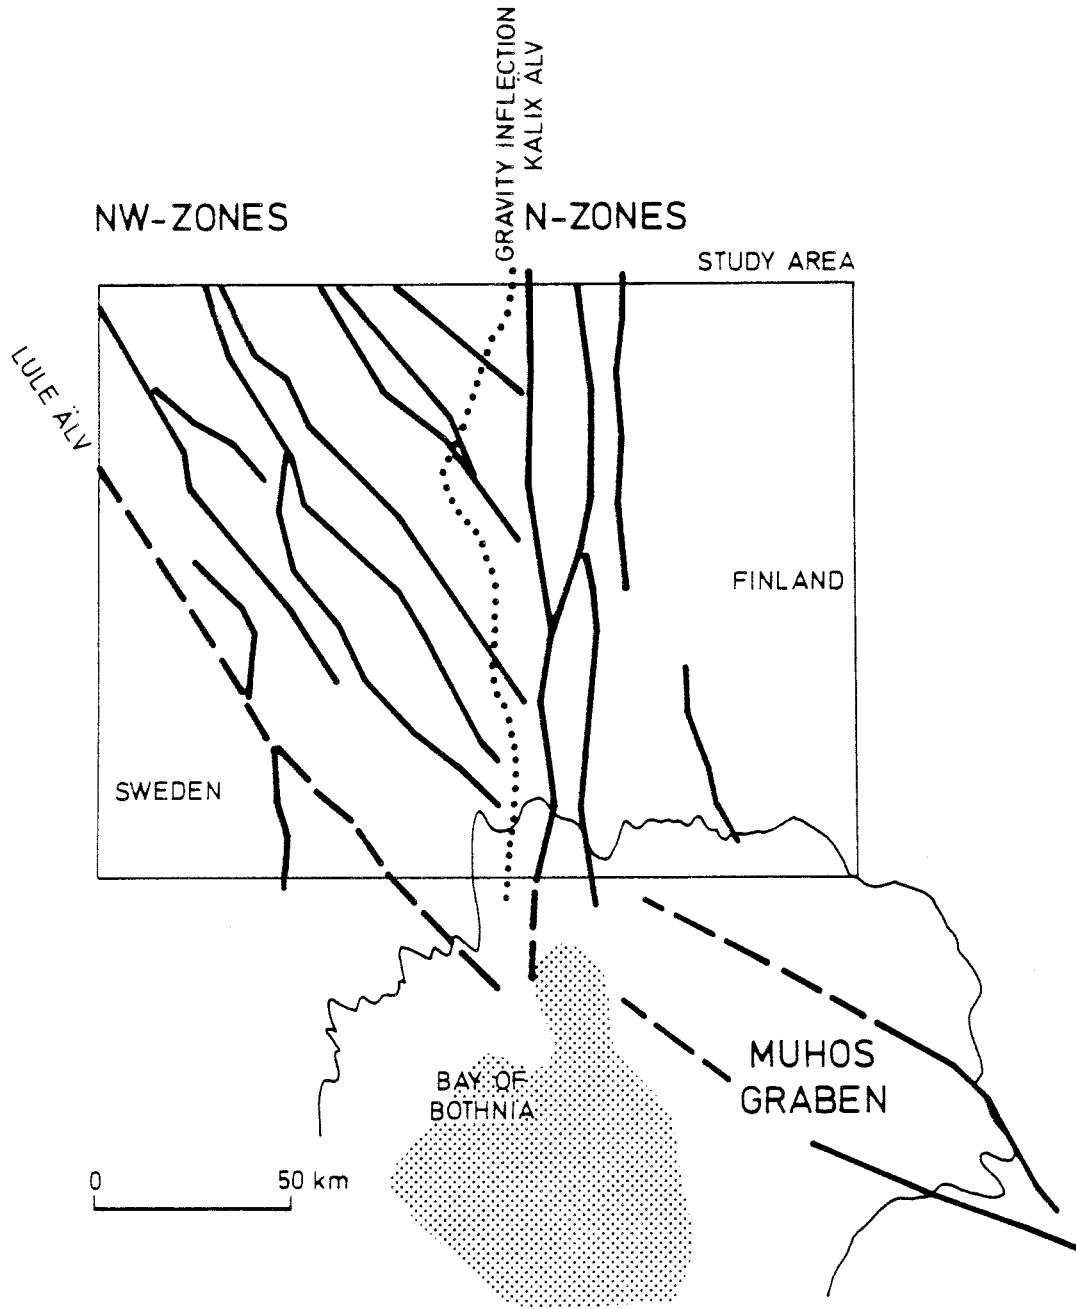 GRAVITY INFLECTION
KALIX ÄLV
NW-ZONES
N-ZONES
STUDY AREA
LULE ÄLV
FINLAND
SWEDEN
MUHOS
GRABEN
BAY OF
BOTHNIA
0 50 km